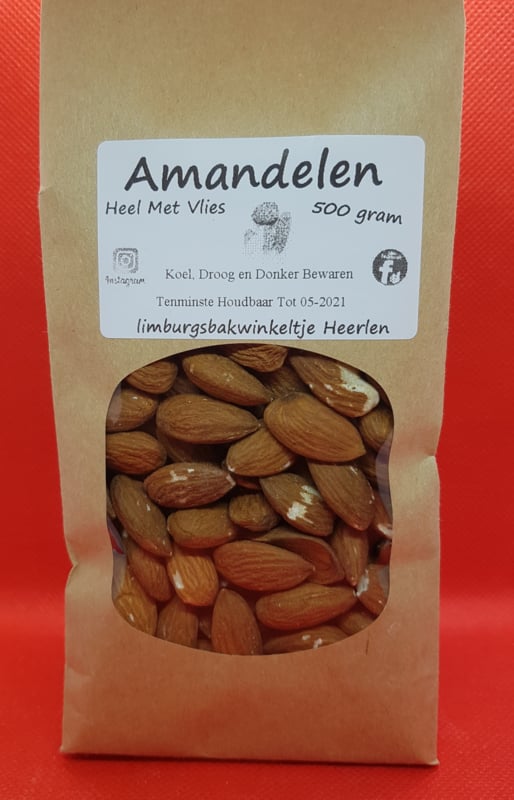 Amandelen
Heel Met Vlies
500 gram
Instagram
Koel, Droog en Donker Bewaren
Tenminste Houdbaar Tot 05-2021
limburgsbakwinkeltje Heerlen